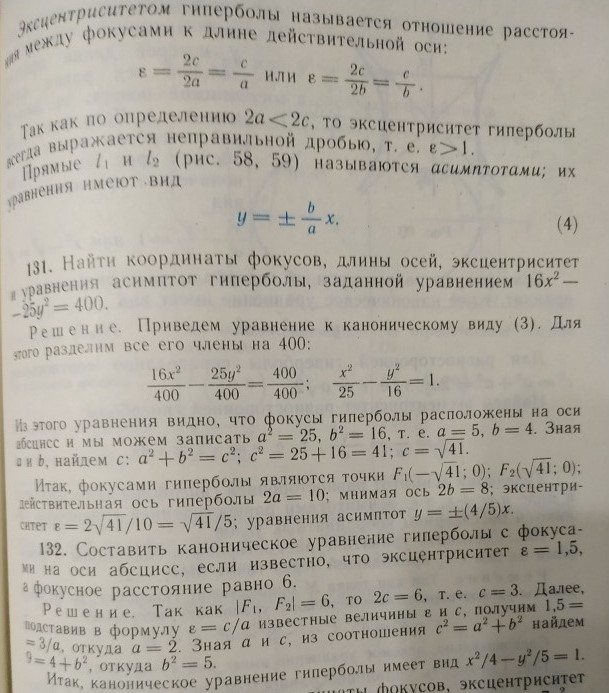 Эксцентриситетом гиперболы называется отношение расстоя-
ния между фокусами к длине действительной оси:
ε = 2c/2a = c/a или ε = 2c/2b = c/b.
Так как по определению 2a < 2c, то эксцентриситет гиперболы
всегда выражается неправильной дробью, т. е. ε > 1.
Прямые l₁ и l₂ (рис. 58, 59) называются асимптотами; их
уравнения имеют вид
y = ± b/a x. (4)
131. Найти координаты фокусов, длины осей, эксцентриситет
и уравнения асимптот гиперболы, заданной уравнением 16x² —
— 25y² = 400.
Решение. Приведем уравнение к каноническому виду (3). Для
этого разделим все его члены на 400:
16x²/400 — 25y²/400 = 400/400; x²/25 — y²/16 = 1.
Из этого уравнения видно, что фокусы гиперболы расположены на оси
абсцисс и мы можем записать a² = 25, b² = 16, т. е. a = 5, b = 4. Зная
a и b, найдем c: a² + b² = c²; c² = 25 + 16 = 41; c = √41.
Итак, фокусами гиперболы являются точки F₁(—√41; 0); F₂(√41; 0);
действительная ось гиперболы 2a = 10; мнимая ось 2b = 8; эксцентри-
ситет ε = 2√41/10 = √41/5; уравнения асимптот y = ±(4/5)x.
132. Составить каноническое уравнение гиперболы с фокуса-
ми на оси абсцисс, если известно, что эксцентриситет ε = 1,5,
а фокусное расстояние равно 6.
Решение. Так как |F₁, F₂| = 6, то 2c = 6, т. е. c = 3. Далее,
подставив в формулу ε = c/a известные величины ε и c, получим 1,5 =
= 3/a, откуда a = 2. Зная a и c, из соотношения c² = a² + b² найдем
9 = 4 + b², откуда b² = 5.
Итак, каноническое уравнение гиперболы имеет вид x²/4 — y²/5 = 1.
фокусов, эксцентриситет